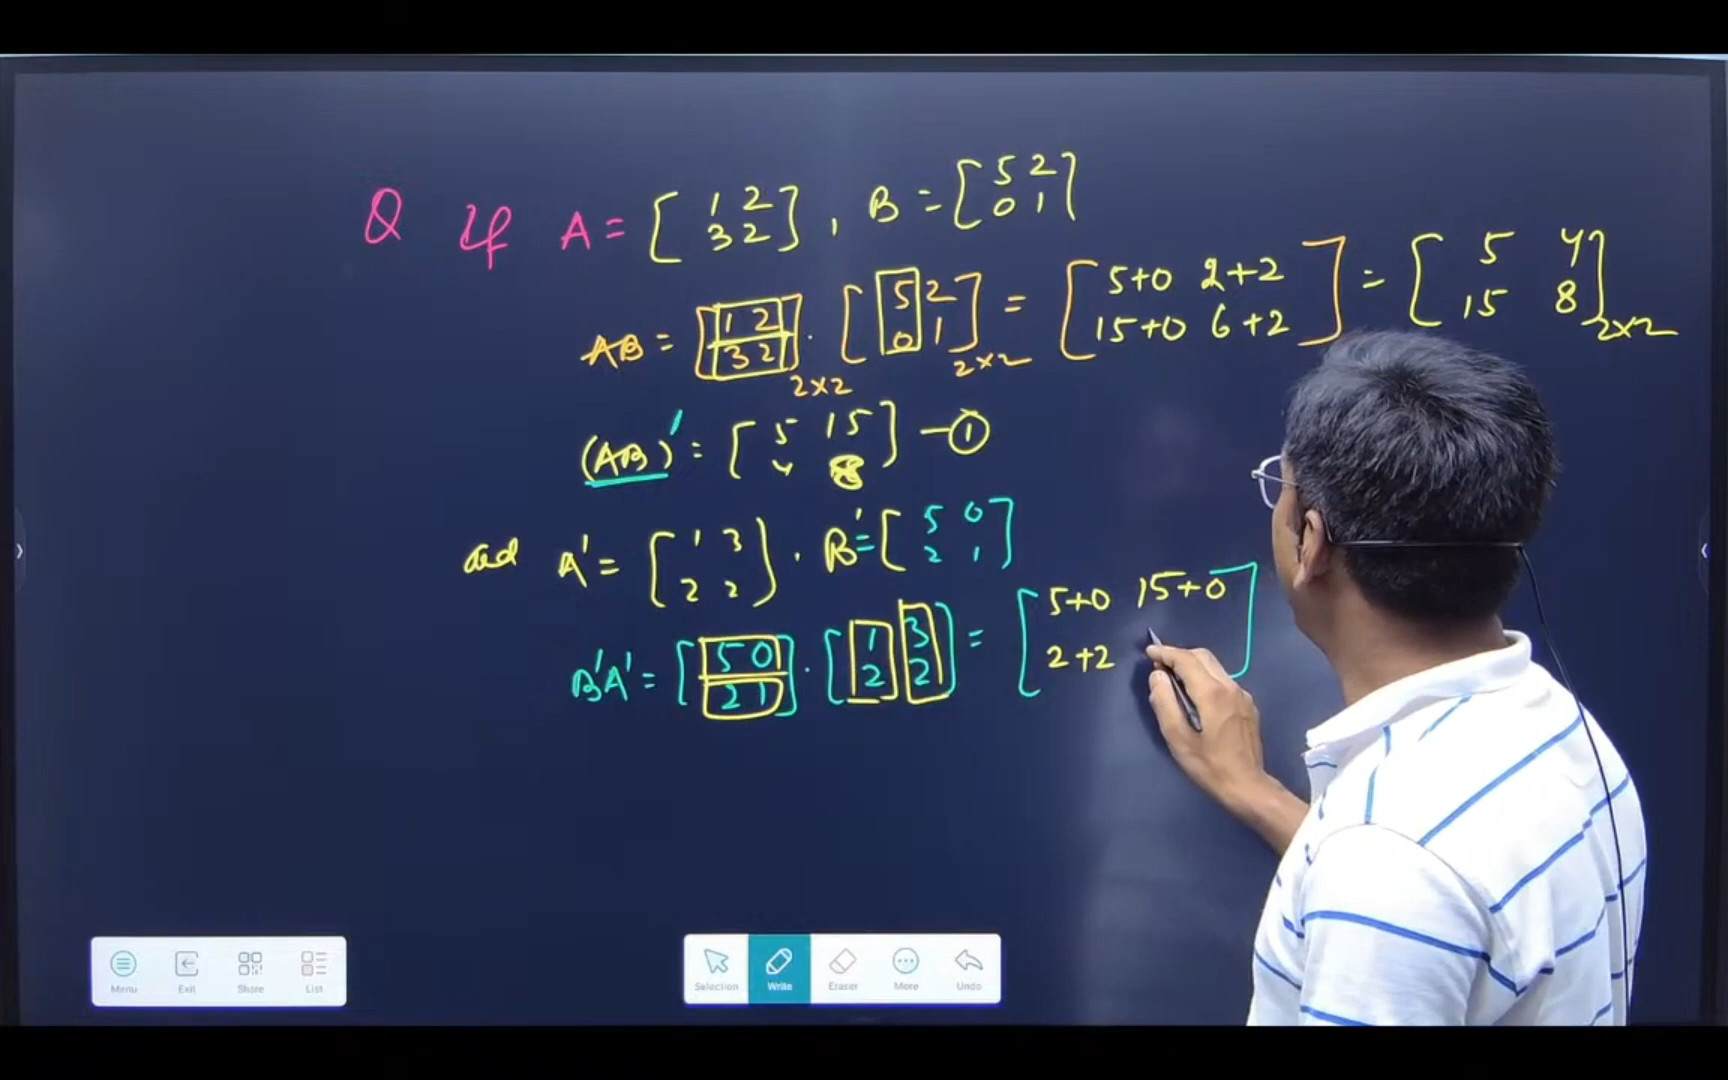 Q If A = [1 2 3 2], B = [5 2 0 1]
AB = [1 2 3 2]2×2 · [5 2 0 1]2×2 = [5+0 2+2 15+0 6+2] = [5 4 15 8]2×2
(AB)' = [5 15 4 8] — ①
and A' = [1 3 2 2] , B' = [5 0 2 1]
B'A' = [5 0 2 1] · [1 3 2 2] = [5+0 15+0 2+2
Menu Exit Share List Selection Write Eraser More Undo